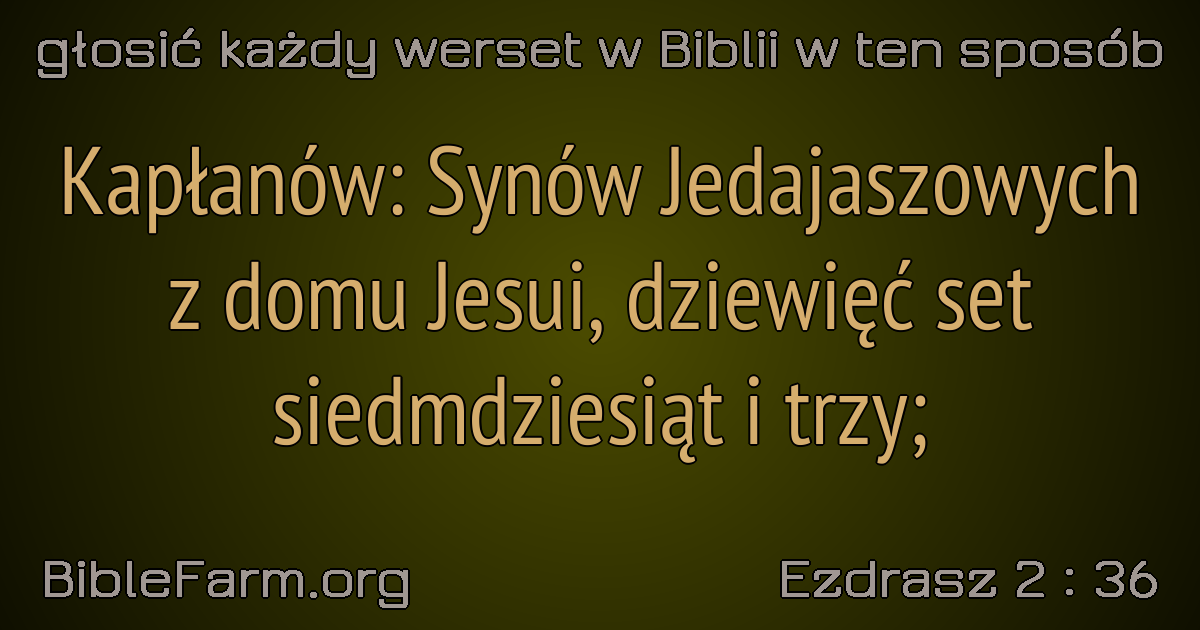 głosić każdy werset w Biblii w ten sposób
Kapłanów: Synów Jedajaszowych
z domu Jesui, dziewięć set
siedmdziesiąt i trzy;
BibleFarm.org
Ezdrasz 2 : 36